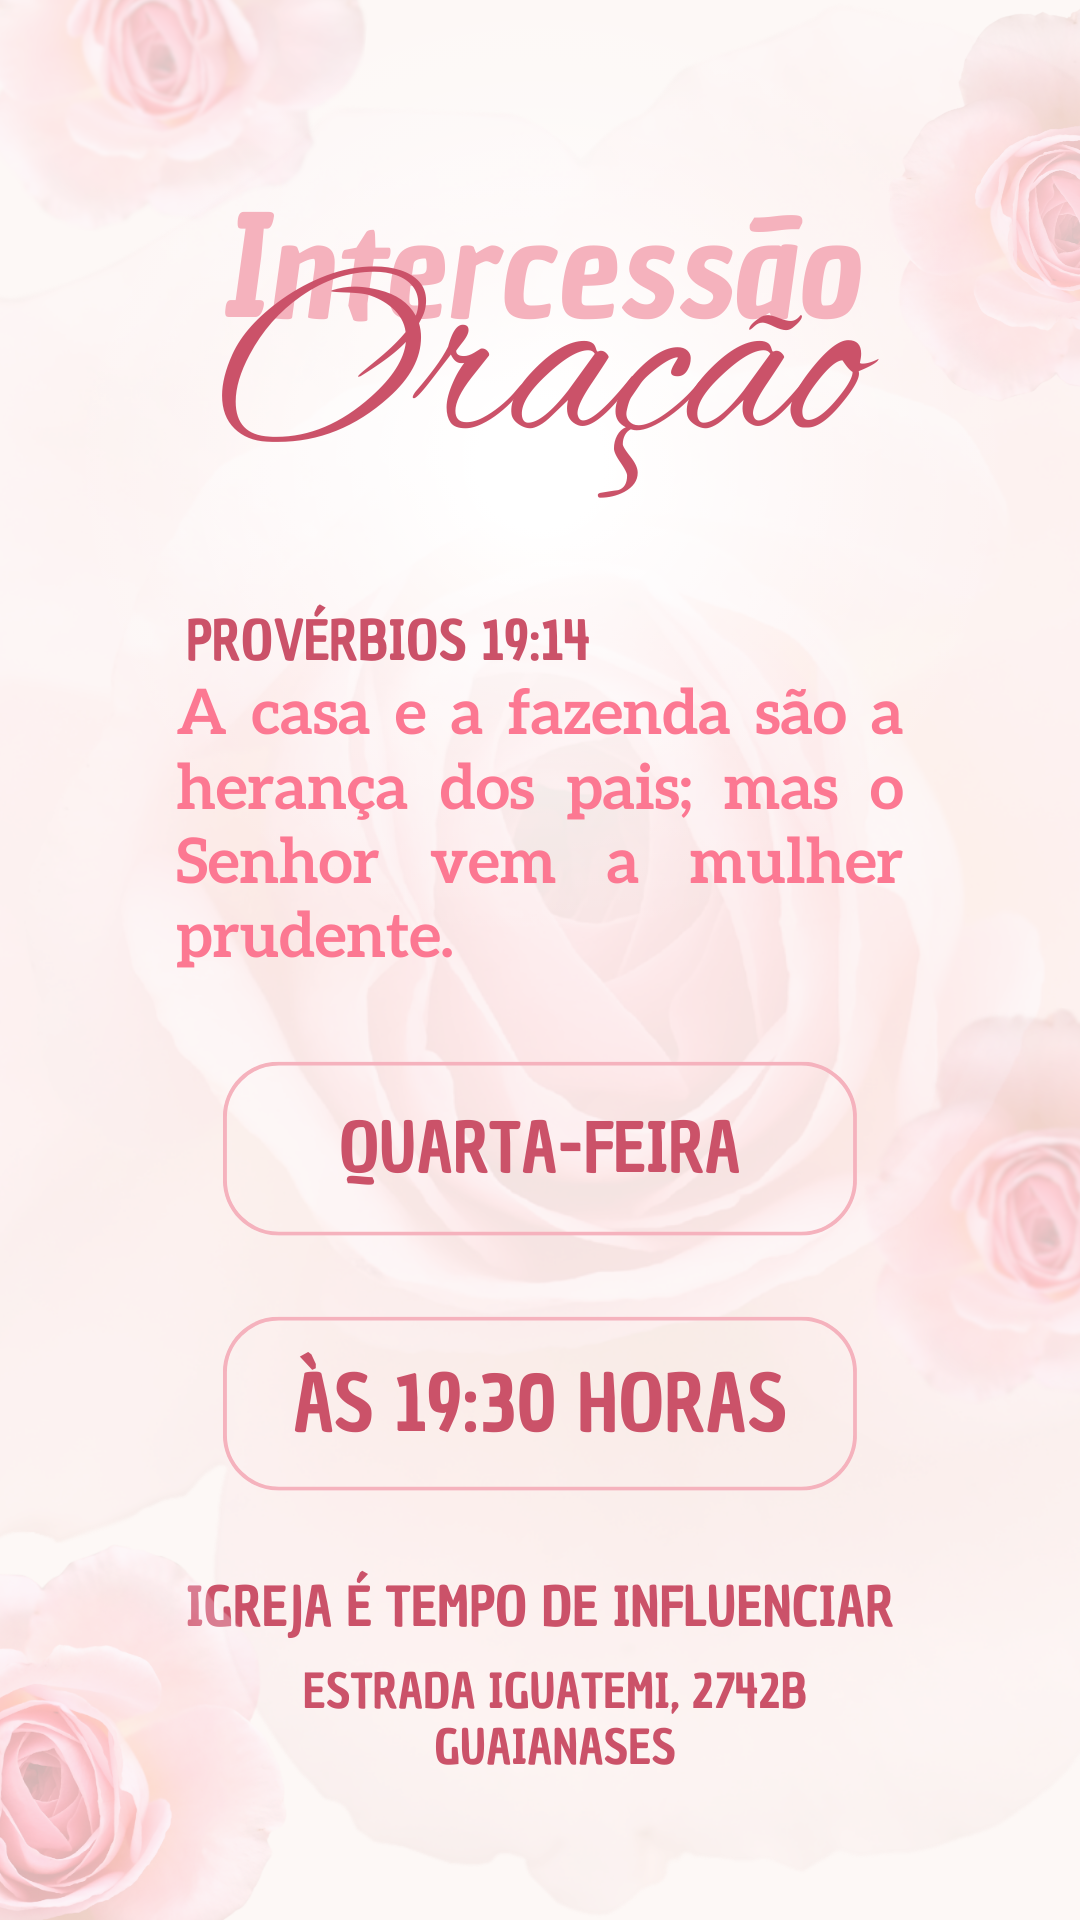 Intercessão
Oração
PROVÉRBIOS 19:14
A casa e a fazenda são a
herança dos pais; mas o
Senhor vem a mulher
prudente.
QUARTA-FEIRA
ÀS 19:30 HORAS
IGREJA É TEMPO DE INFLUENCIAR
ESTRADA IGUATEMI, 2742B
GUAIANASES